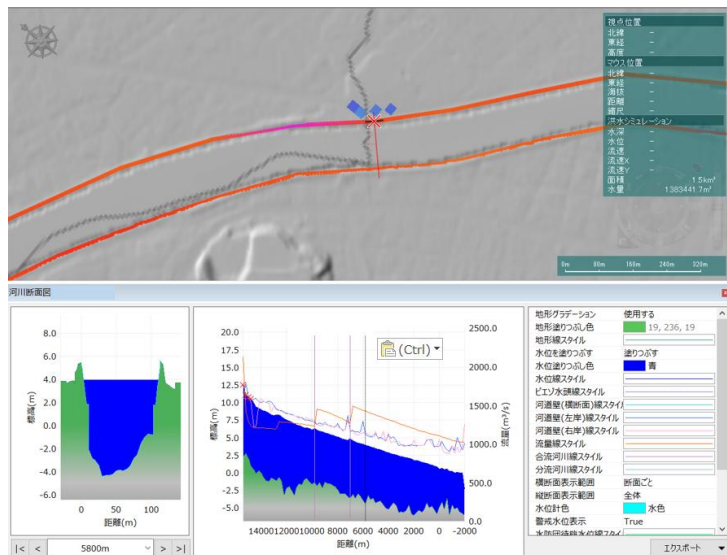 視点位置
北緯 -
東経 -
高度 -
マウス位置
北緯 -
東経 -
海抜 -
距離 -
縮尺 -
洪水シミュレーション
水深 -
水位 -
流速 -
流速X -
流速Y -
面積 1.5km²
水量 1383441.7m³
0m 80m 160m 240m 320m
河川断面図
8.0
6.0
4.0
2.0
0.0
-2.0
-4.0
-6.0
標高(m)
0 50 100
距離(m)
|< < 5800m > >|
20.0
17.5
15.0
12.5
10.0
7.5
5.0
2.5
0.0
-2.5
-5.0
標高(m)
2500.0
2000.0
1500.0
1000.0
500.0
0.0
流量(m³/s)
(Ctrl)
14000 12000 10000 8000 6000 4000 2000 0 -2000
距離(m)
地形グラデーション 使用する
地形塗りつぶし色 19, 236, 19
地形線スタイル
水位を塗りつぶす 塗りつぶす
水位塗りつぶし色 青
水位線スタイル
ピエゾ水頭線スタイル
河道壁(横断面)線スタイル
河道壁(左岸)線スタイル
河道壁(右岸)線スタイル
流量線スタイル
合流河川線スタイル
分流河川線スタイル
横断面表示範囲 断面ごと
縦断面表示範囲 全体
水位計色 水色
警戒水位表示 True
エクスポート